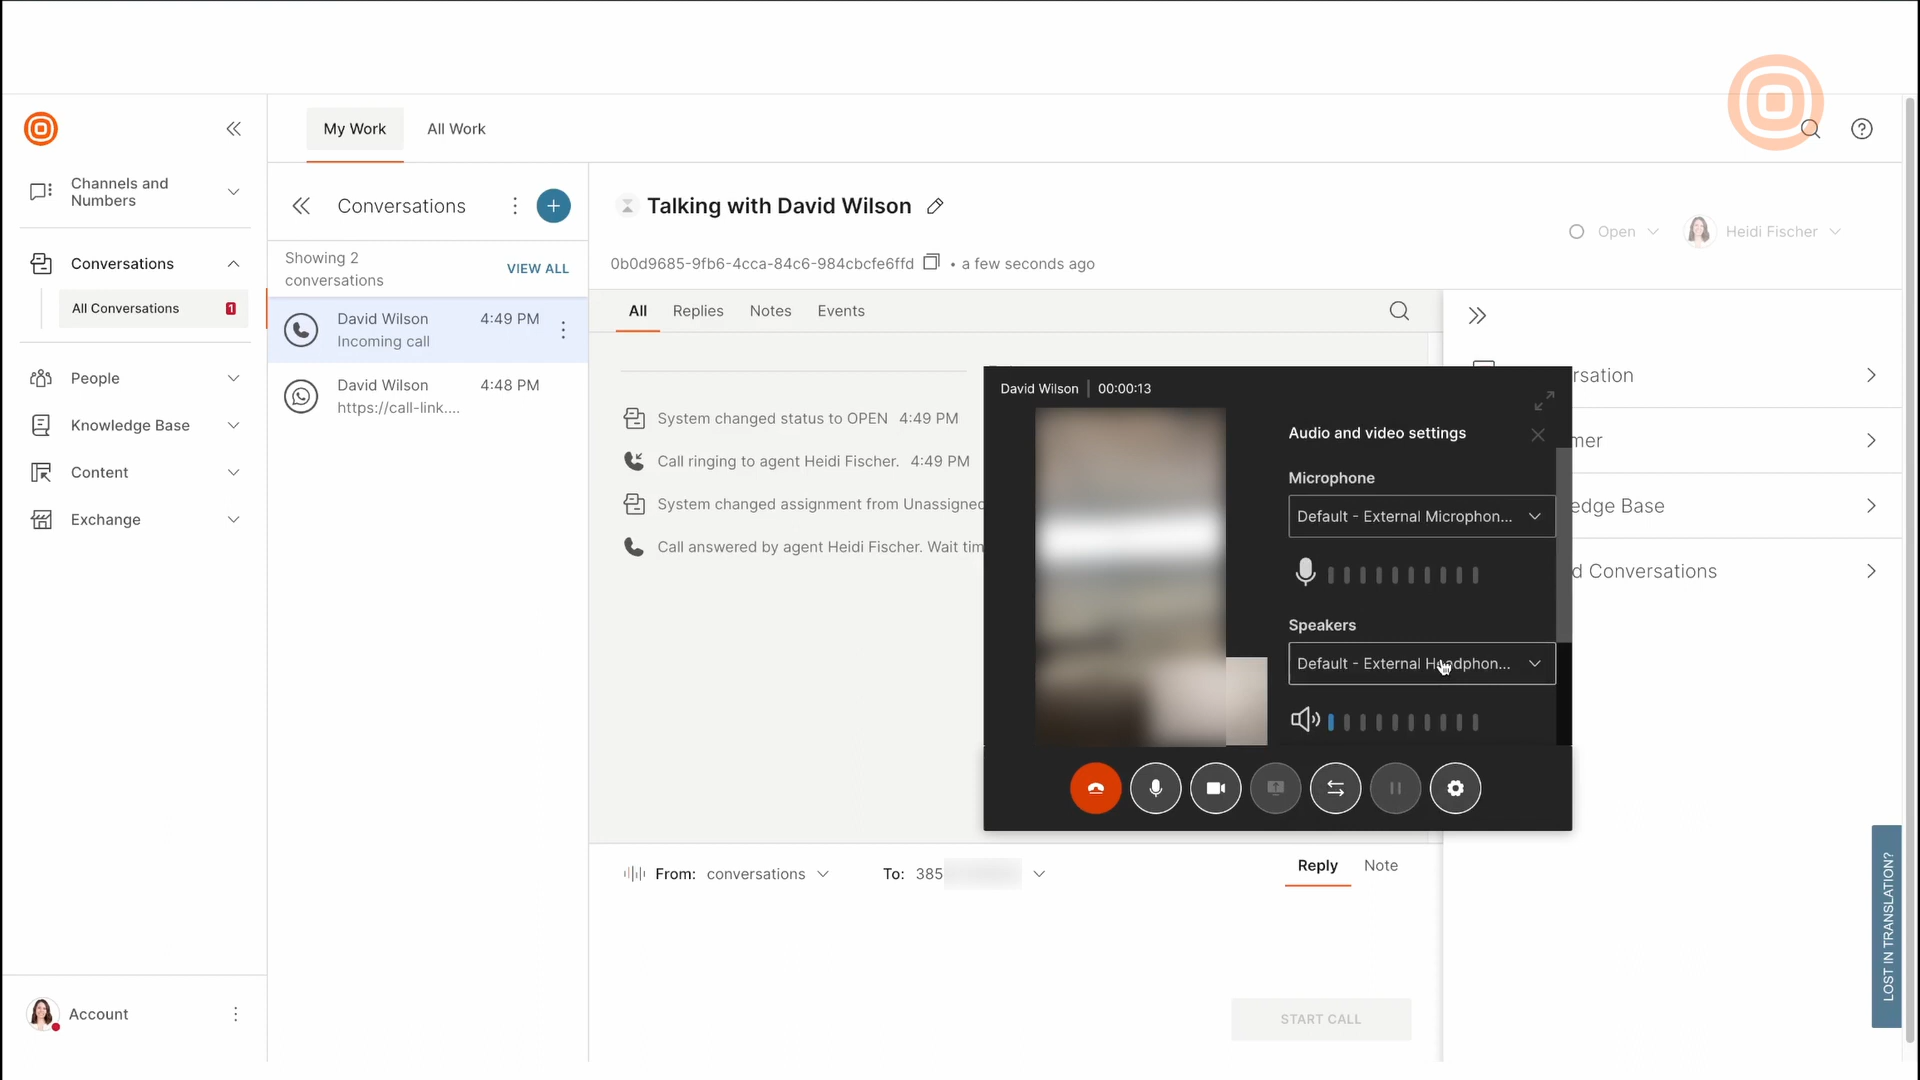 My Work
All Work
Channels and
Numbers
Conversations
All Conversations
1
People
Knowledge Base
Content
Exchange
Account
Conversations
Showing 2
conversations
VIEW ALL
David Wilson
4:49 PM
Incoming call
David Wilson
4:48 PM
https://call-link....
Talking with David Wilson
0b0d9685-9fb6-4cca-84c6-984cbcfe6ffd • a few seconds ago
Open
Heidi Fischer
All
Replies
Notes
Events
System changed status to OPEN 4:49 PM
Call ringing to agent Heidi Fischer. 4:49 PM
System changed assignment from Unassigned
Call answered by agent Heidi Fischer. Wait tim
David Wilson | 00:00:13
Audio and video settings
Microphone
Default - External Microphon...
Speakers
Default - External Headphon...
rsation
mer
edge Base
d Conversations
From: conversations
To: 385
Reply
Note
START CALL
LOST IN TRANSLATION?